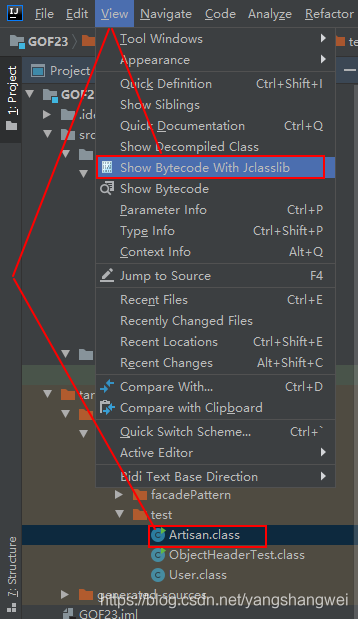 File Edit View Navigate Code Analyze Refactor
GOF23
Project
1: Project
GOF2
.ide
src
Tool Windows
Appearance
Quick Definition Ctrl+Shift+I
Show Siblings
Quick Documentation Ctrl+Q
Show Decompiled Class
Show Bytecode With Jclasslib
Show Bytecode
Parameter Info Ctrl+P
Type Info Ctrl+Shift+P
Context Info Alt+Q
Jump to Source F4
Recent Files Ctrl+E
Recently Changed Files
Recent Locations Ctrl+Shift+E
Recent Changes Alt+Shift+C
Compare With... Ctrl+D
Compare with Clipboard
Quick Switch Scheme... Ctrl+`
Active Editor
Bidi Text Base Direction
te
tar
facadePattern
test
Artisan.class
ObjectHeaderTest.class
User.class
generated-sources
GOF23.iml
7: Structure
https://blog.csdn.net/yangshangwei